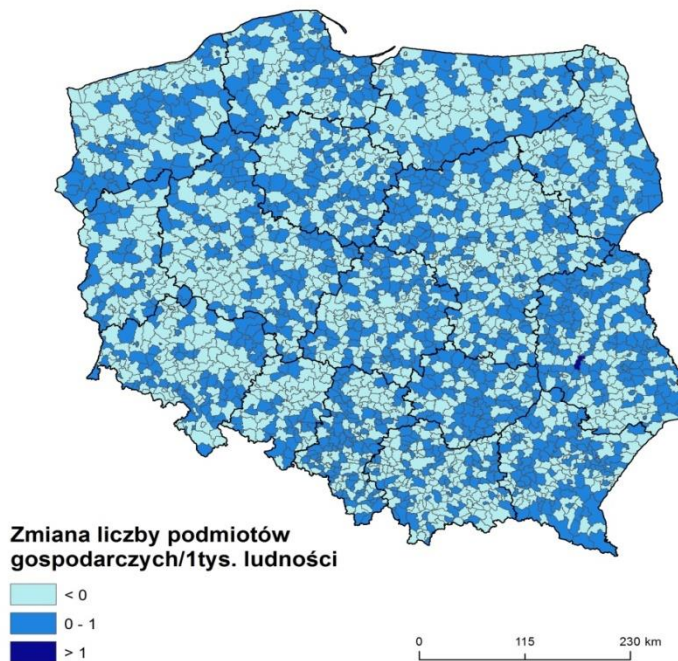 Zmiana liczby podmiotów
gospodarczych/1tys. ludności
< 0
0 - 1
> 1
0 115 230 km